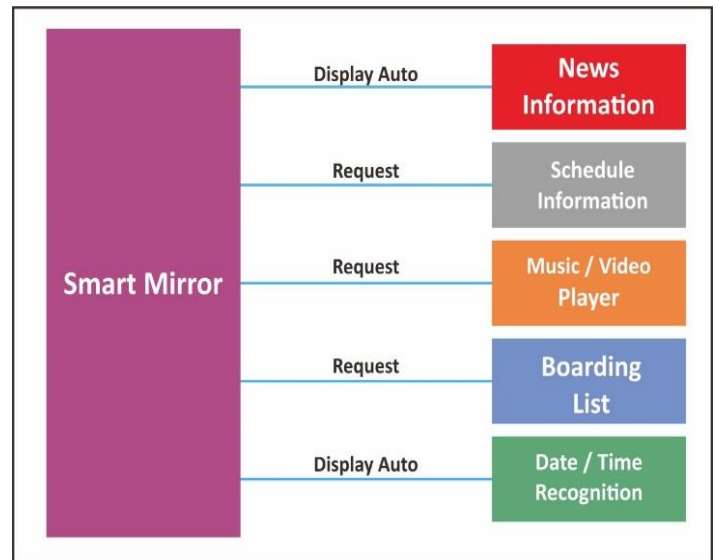 Smart Mirror
Display Auto
News
Information
Request
Schedule
Information
Request
Music / Video
Player
Request
Boarding
List
Display Auto
Date / Time
Recognition